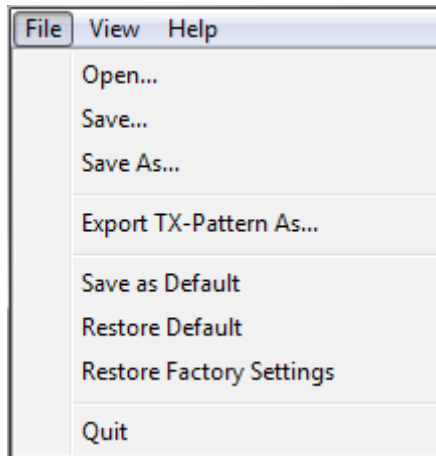 File View Help
Open...
Save...
Save As...
Export TX-Pattern As...
Save as Default
Restore Default
Restore Factory Settings
Quit